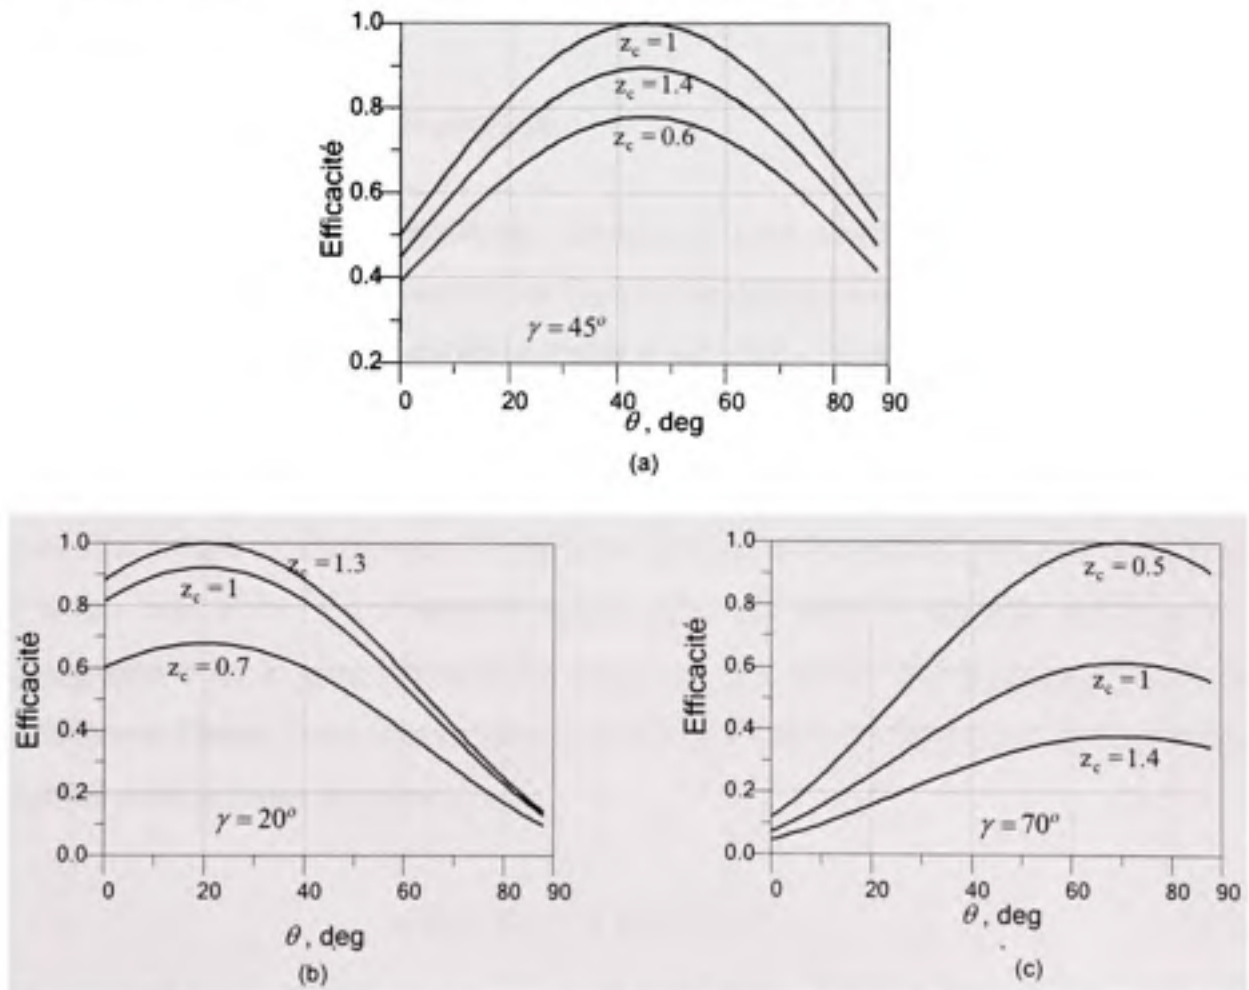 1.0
z_c = 1
z_c = 1.4
0.8
z_c = 0.6
0.6
Efficacité
0.4
γ = 45°
0.2
0 20 40 60 80 90
θ, deg
(a)
1.0
z_c = 1.3
z_c = 1
0.8
Efficacité
0.6
z_c = 0.7
0.4
0.2
γ = 20°
0.0
0 20 40 60 80 90
θ, deg
(b)
1.0
z_c = 0.5
0.8
Efficacité
0.6
z_c = 1
0.4
z_c = 1.4
0.2
γ = 70°
0.0
0 20 40 60 80 90
θ, deg
(c)